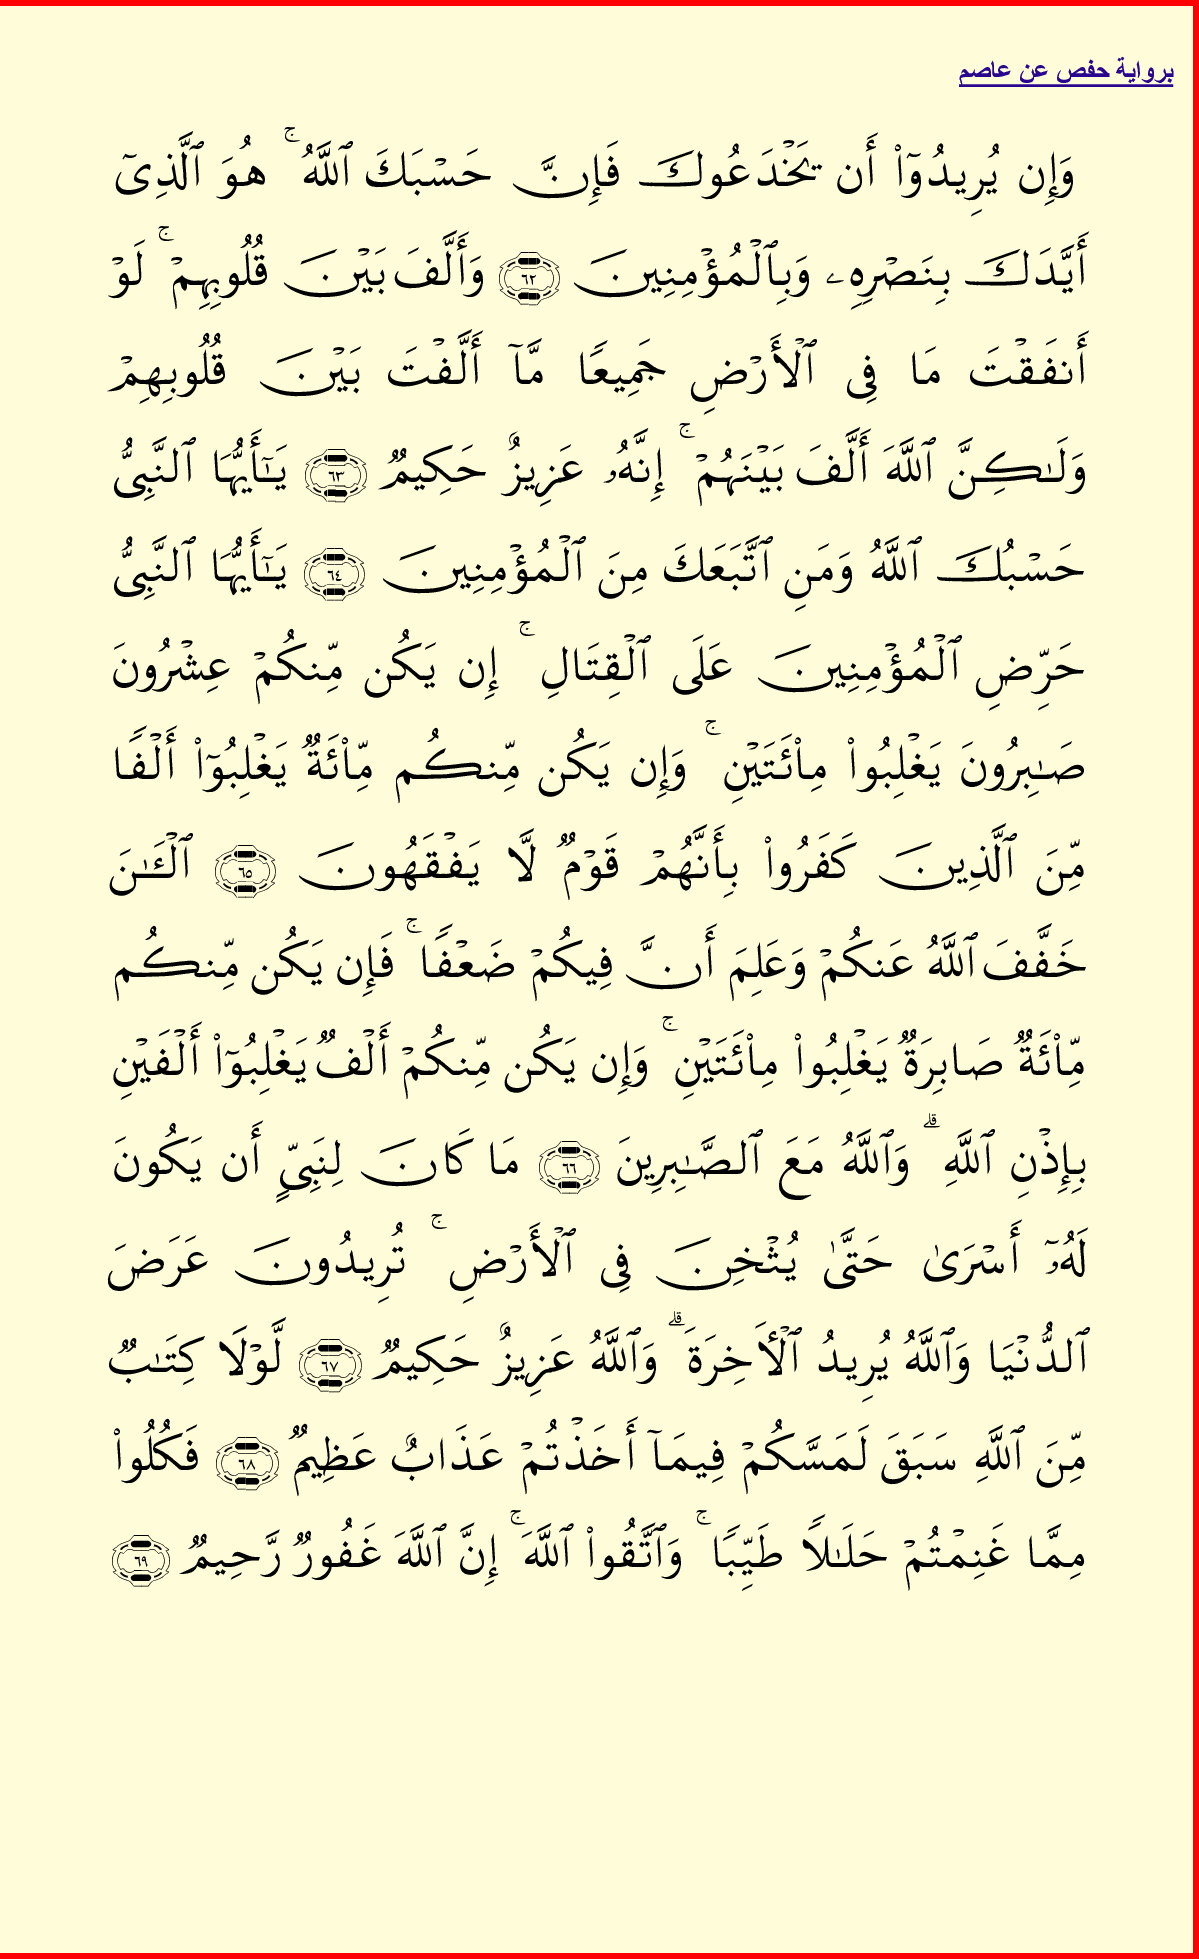 برواية حفص عن عاصم
وَإِن يُرِيدُوٓا۟ أَن يَخْدَعُوكَ فَإِنَّ حَسْبَكَ ٱللَّهُ ۚ هُوَ ٱلَّذِىٓ
أَيَّدَكَ بِنَصْرِهِۦ وَبِٱلْمُؤْمِنِينَ ٦٢ وَأَلَّفَ بَيْنَ قُلُوبِهِمْ ۚ لَوْ
أَنفَقْتَ مَا فِى ٱلْأَرْضِ جَمِيعًا مَّآ أَلَّفْتَ بَيْنَ قُلُوبِهِمْ
وَلَـٰكِنَّ ٱللَّهَ أَلَّفَ بَيْنَهُمْ ۚ إِنَّهُۥ عَزِيزٌ حَكِيمٌ ٦٣ يَـٰٓأَيُّهَا ٱلنَّبِىُّ
حَسْبُكَ ٱللَّهُ وَمَنِ ٱتَّبَعَكَ مِنَ ٱلْمُؤْمِنِينَ ٦٤ يَـٰٓأَيُّهَا ٱلنَّبِىُّ
حَرِّضِ ٱلْمُؤْمِنِينَ عَلَى ٱلْقِتَالِ ۚ إِن يَكُن مِّنكُمْ عِشْرُونَ
صَـٰبِرُونَ يَغْلِبُوا۟ مِا۟ئَتَيْنِ ۚ وَإِن يَكُن مِّنكُم مِّا۟ئَةٌ يَغْلِبُوٓا۟ أَلْفًا
مِّنَ ٱلَّذِينَ كَفَرُوا۟ بِأَنَّهُمْ قَوْمٌ لَّا يَفْقَهُونَ ٦٥ ٱلْـَٔـٰنَ
خَفَّفَ ٱللَّهُ عَنكُمْ وَعَلِمَ أَنَّ فِيكُمْ ضَعْفًا ۚ فَإِن يَكُن مِّنكُم
مِّا۟ئَةٌ صَابِرَةٌ يَغْلِبُوا۟ مِا۟ئَتَيْنِ ۚ وَإِن يَكُن مِّنكُمْ أَلْفٌ يَغْلِبُوٓا۟ أَلْفَيْنِ
بِإِذْنِ ٱللَّهِ ۗ وَٱللَّهُ مَعَ ٱلصَّـٰبِرِينَ ٦٦ مَا كَانَ لِنَبِىٍّ أَن يَكُونَ
لَهُۥٓ أَسْرَىٰ حَتَّىٰ يُثْخِنَ فِى ٱلْأَرْضِ ۚ تُرِيدُونَ عَرَضَ
ٱلدُّنْيَا وَٱللَّهُ يُرِيدُ ٱلْأَخِرَةَ ۗ وَٱللَّهُ عَزِيزٌ حَكِيمٌ ٦٧ لَّوْلَا كِتَـٰبٌ
مِّنَ ٱللَّهِ سَبَقَ لَمَسَّكُمْ فِيمَآ أَخَذْتُمْ عَذَابٌ عَظِيمٌ ٦٨ فَكُلُوا۟
مِمَّا غَنِمْتُمْ حَلَـٰلًا طَيِّبًا ۚ وَٱتَّقُوا۟ ٱللَّهَ ۚ إِنَّ ٱللَّهَ غَفُورٌ رَّحِيمٌ ٦٩